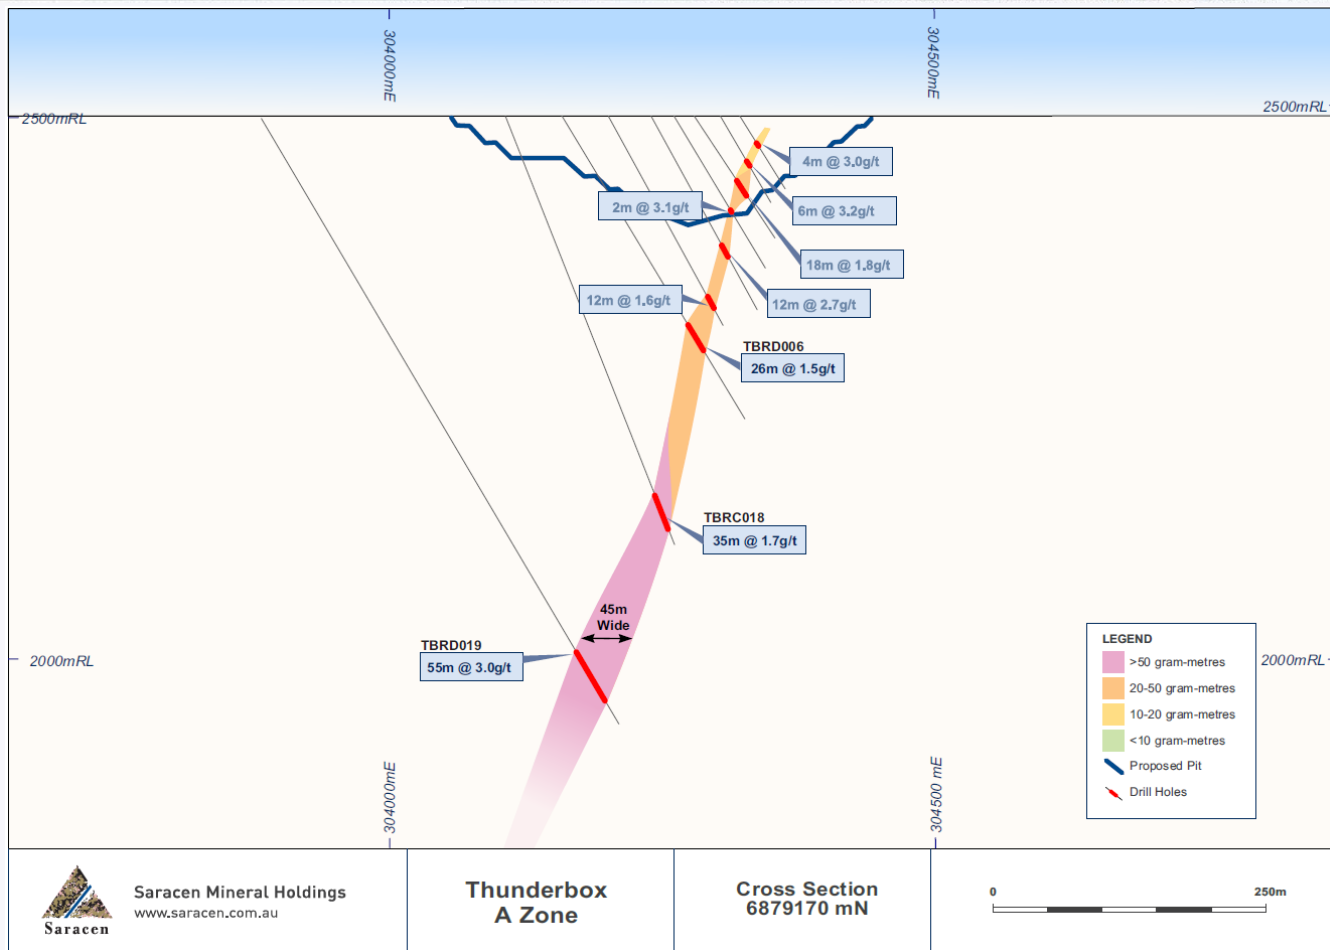 304000mE
304500mE
2500mRL
2500mRL
4m @ 3.0g/t
2m @ 3.1g/t
6m @ 3.2g/t
18m @ 1.8g/t
12m @ 1.6g/t
12m @ 2.7g/t
TBRD006
26m @ 1.5g/t
TBRC018
35m @ 1.7g/t
45m
Wide
TBRD019
55m @ 3.0g/t
2000mRL
2000mRL
LEGEND
>50 gram-metres
20-50 gram-metres
10-20 gram-metres
<10 gram-metres
Proposed Pit
Drill Holes
304000mE
304500 mE
Saracen
Saracen Mineral Holdings
www.saracen.com.au
Thunderbox
A Zone
Cross Section
6879170 mN
0 250m